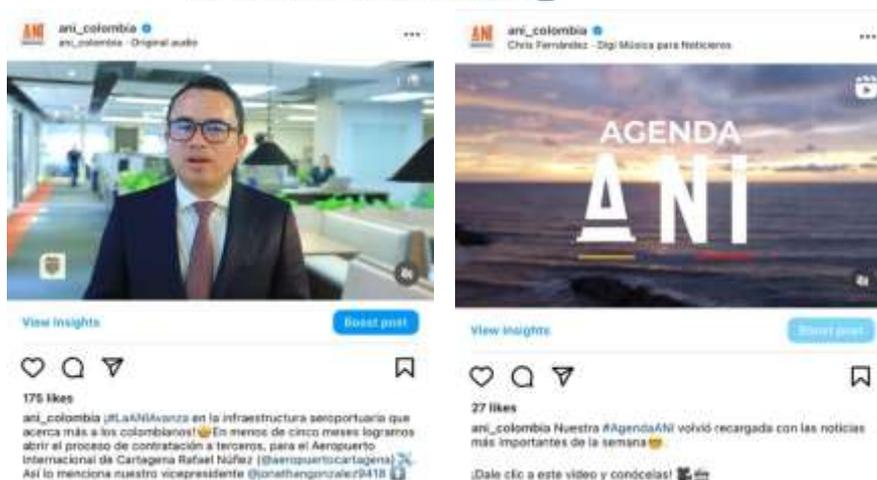 ANI
ani_colombia
ani_colombia · Original audio
View Insights
Boost post
175 likes
ani_colombia ¡#LaANIAvanza en la infraestructura aeroportuaria que
acerca más a los colombianos! En menos de cinco meses logramos
abrir el proceso de contratación a terceros, para el Aeropuerto
Internacional de Cartagena Rafael Núñez (@aeropuertocartagena)
Así lo menciona nuestro vicepresidente @jonathangonzalez9418
ANI
ani_colombia
Chris Fernández · Digi Música para Noticieros
AGENDA
ANI
View Insights
Boost post
27 likes
ani_colombia Nuestra #AgendaANI volvió recargada con las noticias
más importantes de la semana
¡Dale clic a este video y conócelas!